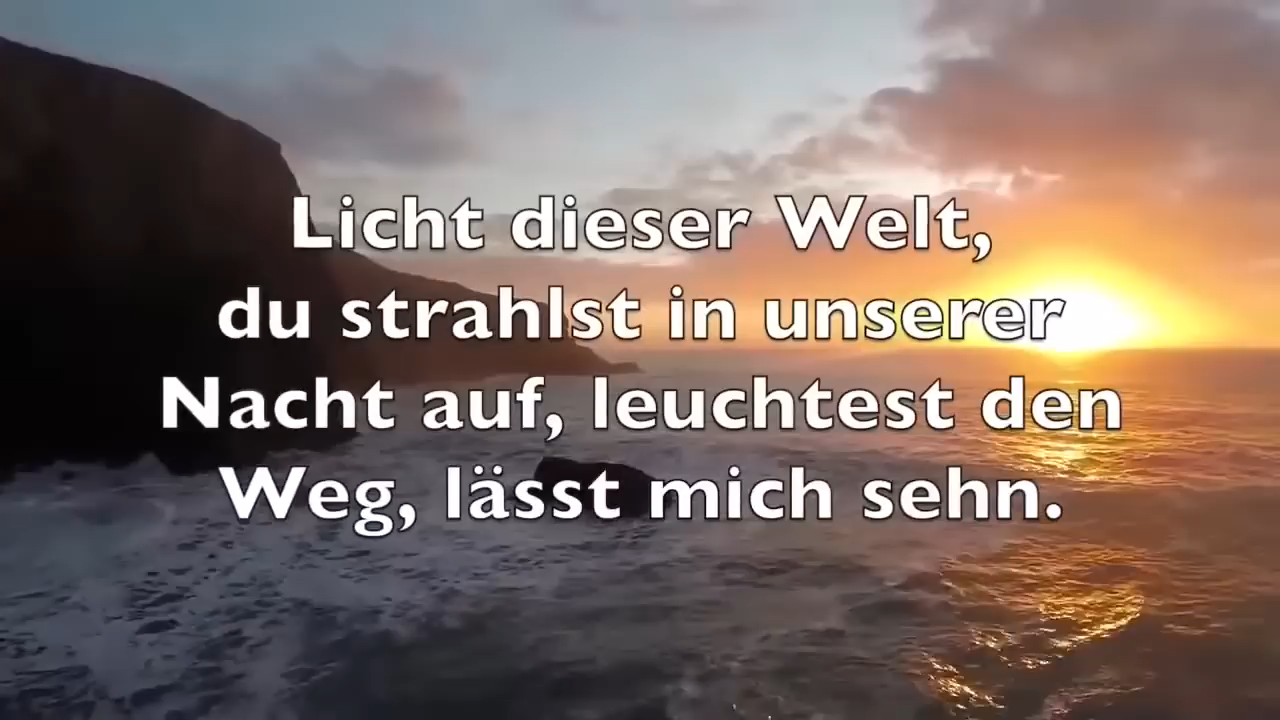 Licht dieser Welt,
du strahlst in unserer
Nacht auf, leuchtest den
Weg, lässt mich sehn.